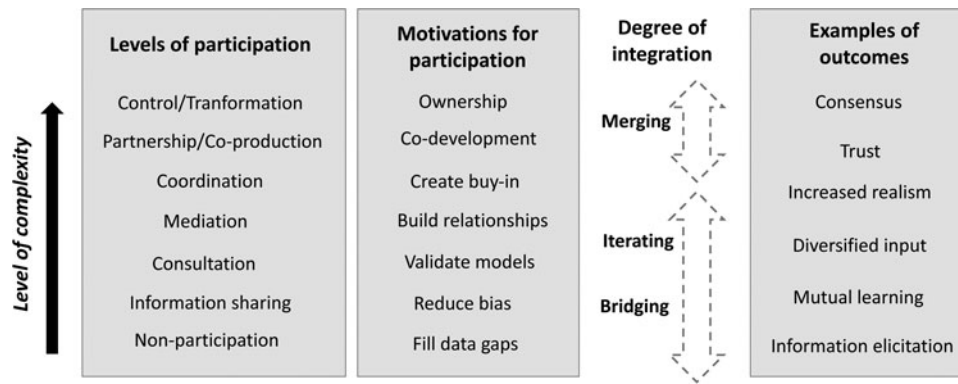 Level of complexity
Levels of participation
Control/Tranformation
Partnership/Co-production
Coordination
Mediation
Consultation
Information sharing
Non-participation
Motivations for
participation
Ownership
Co-development
Create buy-in
Build relationships
Validate models
Reduce bias
Fill data gaps
Degree of
integration
Merging
Iterating
Bridging
Examples of
outcomes
Consensus
Trust
Increased realism
Diversified input
Mutual learning
Information elicitation